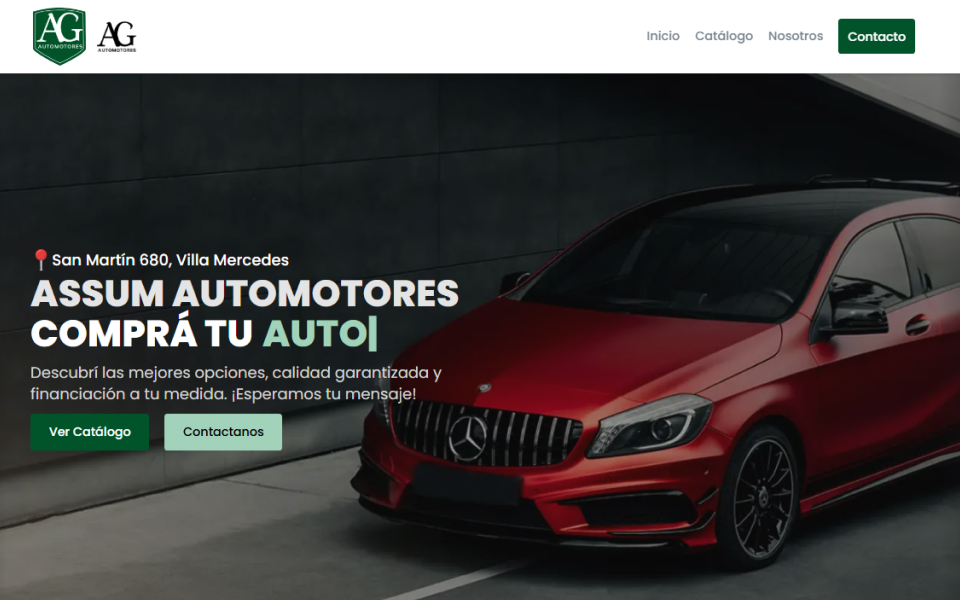 AG
AUTOMOTORES
AG
AUTOMOTORES
Inicio
Catálogo
Nosotros
Contacto
San Martín 680, Villa Mercedes
ASSUM AUTOMOTORES
COMPRÁ TU AUTO|
Descubrí las mejores opciones, calidad garantizada y
financiación a tu medida. ¡Esperamos tu mensaje!
Ver Catálogo
Contactanos